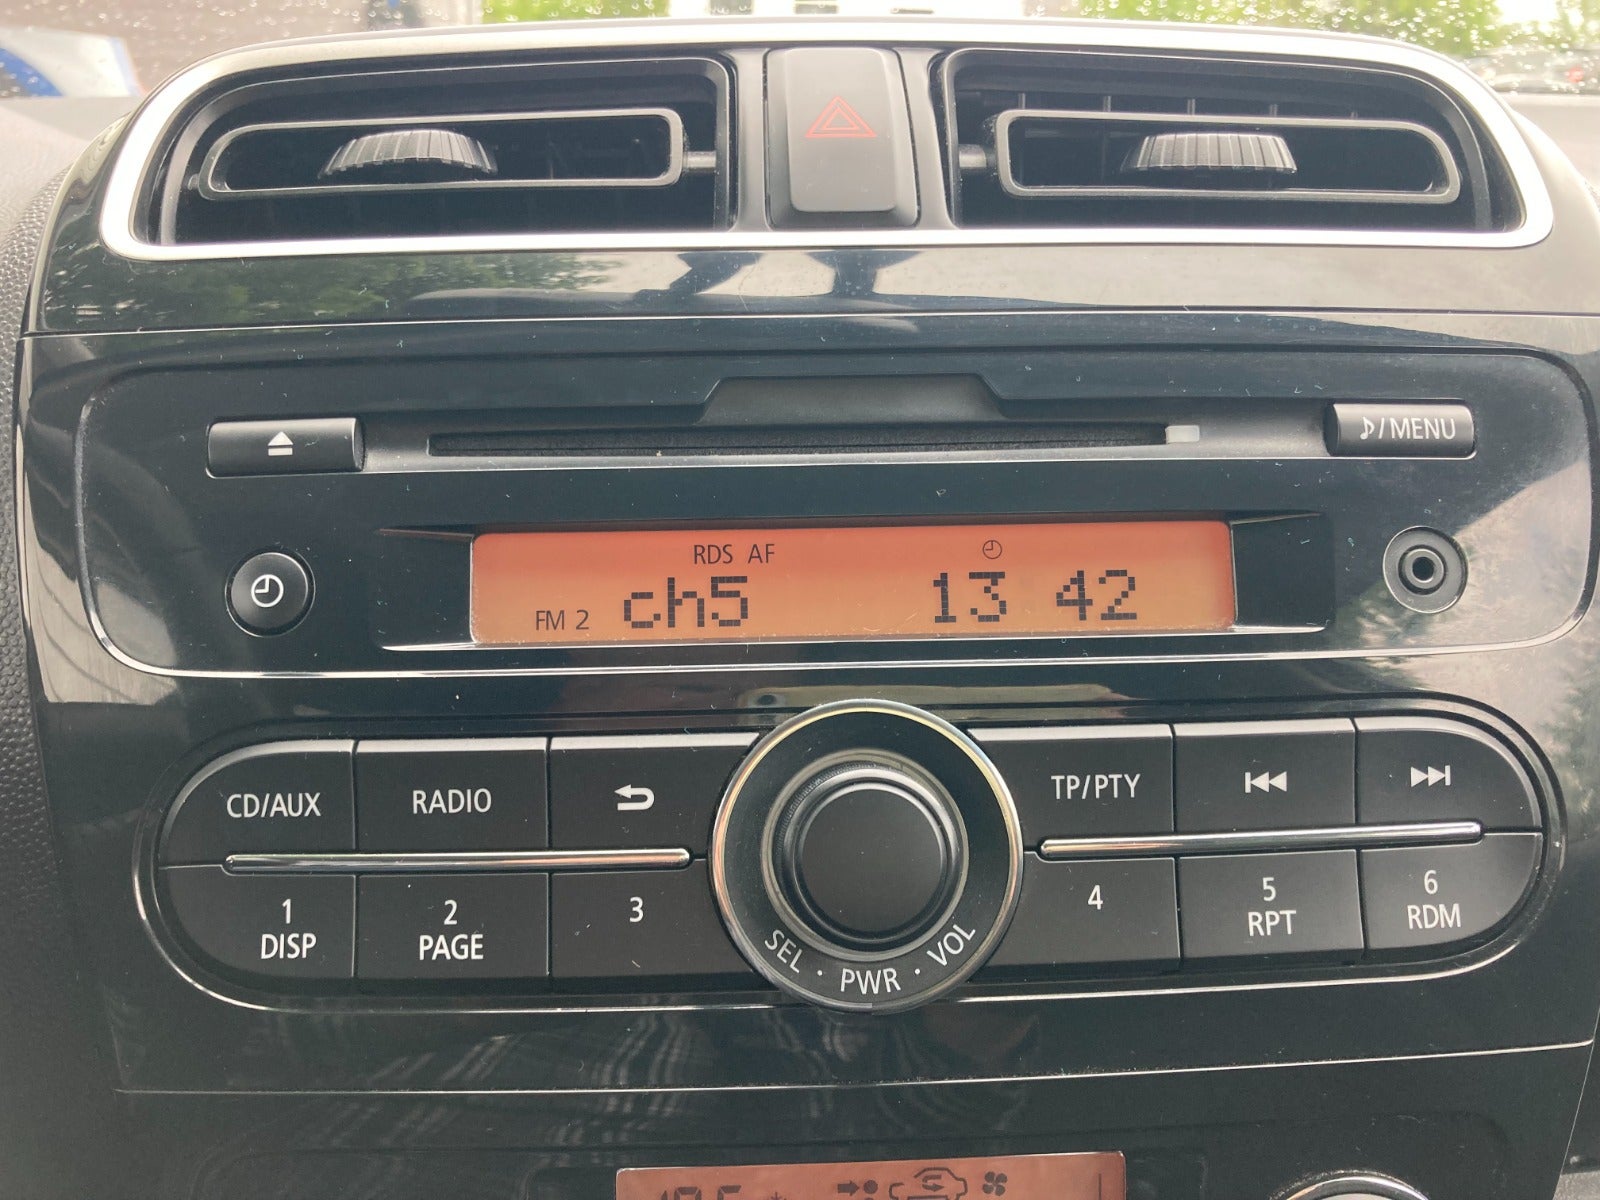 ♪/MENU
RDS AF
FM 2 ch5 13 42
CD/AUX RADIO TP/PTY
1 2 3 4 5 6
DISP PAGE RPT RDM
SEL · PWR · VOL